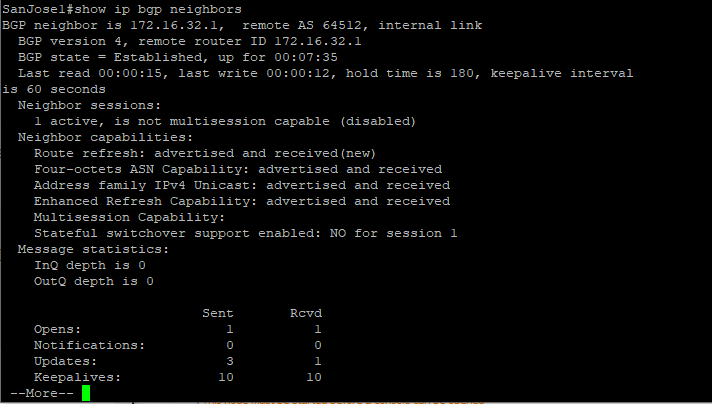 SanJose1#show ip bgp neighbors
BGP neighbor is 172.16.32.1,  remote AS 64512, internal link
  BGP version 4, remote router ID 172.16.32.1
  BGP state = Established, up for 00:07:35
  Last read 00:00:15, last write 00:00:12, hold time is 180, keepalive interval
is 60 seconds
  Neighbor sessions:
    1 active, is not multisession capable (disabled)
  Neighbor capabilities:
    Route refresh: advertised and received(new)
    Four-octets ASN Capability: advertised and received
    Address family IPv4 Unicast: advertised and received
    Enhanced Refresh Capability: advertised and received
    Multisession Capability:
    Stateful switchover support enabled: NO for session 1
  Message statistics:
    InQ depth is 0
    OutQ depth is 0
                         Sent       Rcvd
    Opens:                  1          1
    Notifications:          0          0
    Updates:                3          1
    Keepalives:            10         10
 --More--